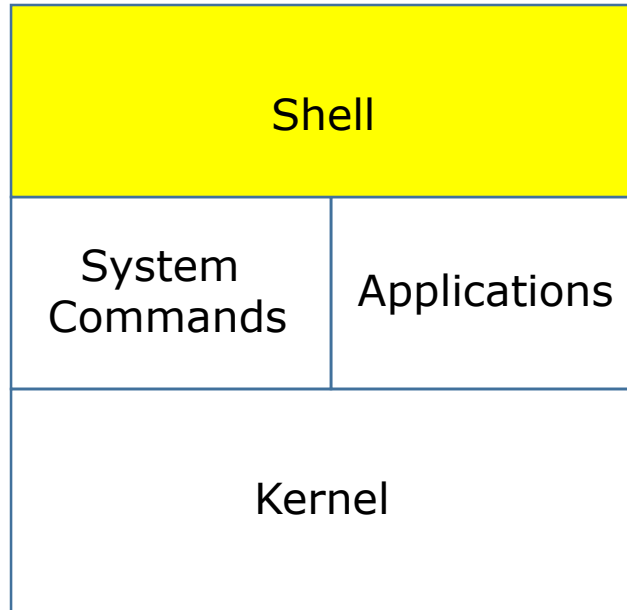 Shell
System
Commands
Applications
Kernel